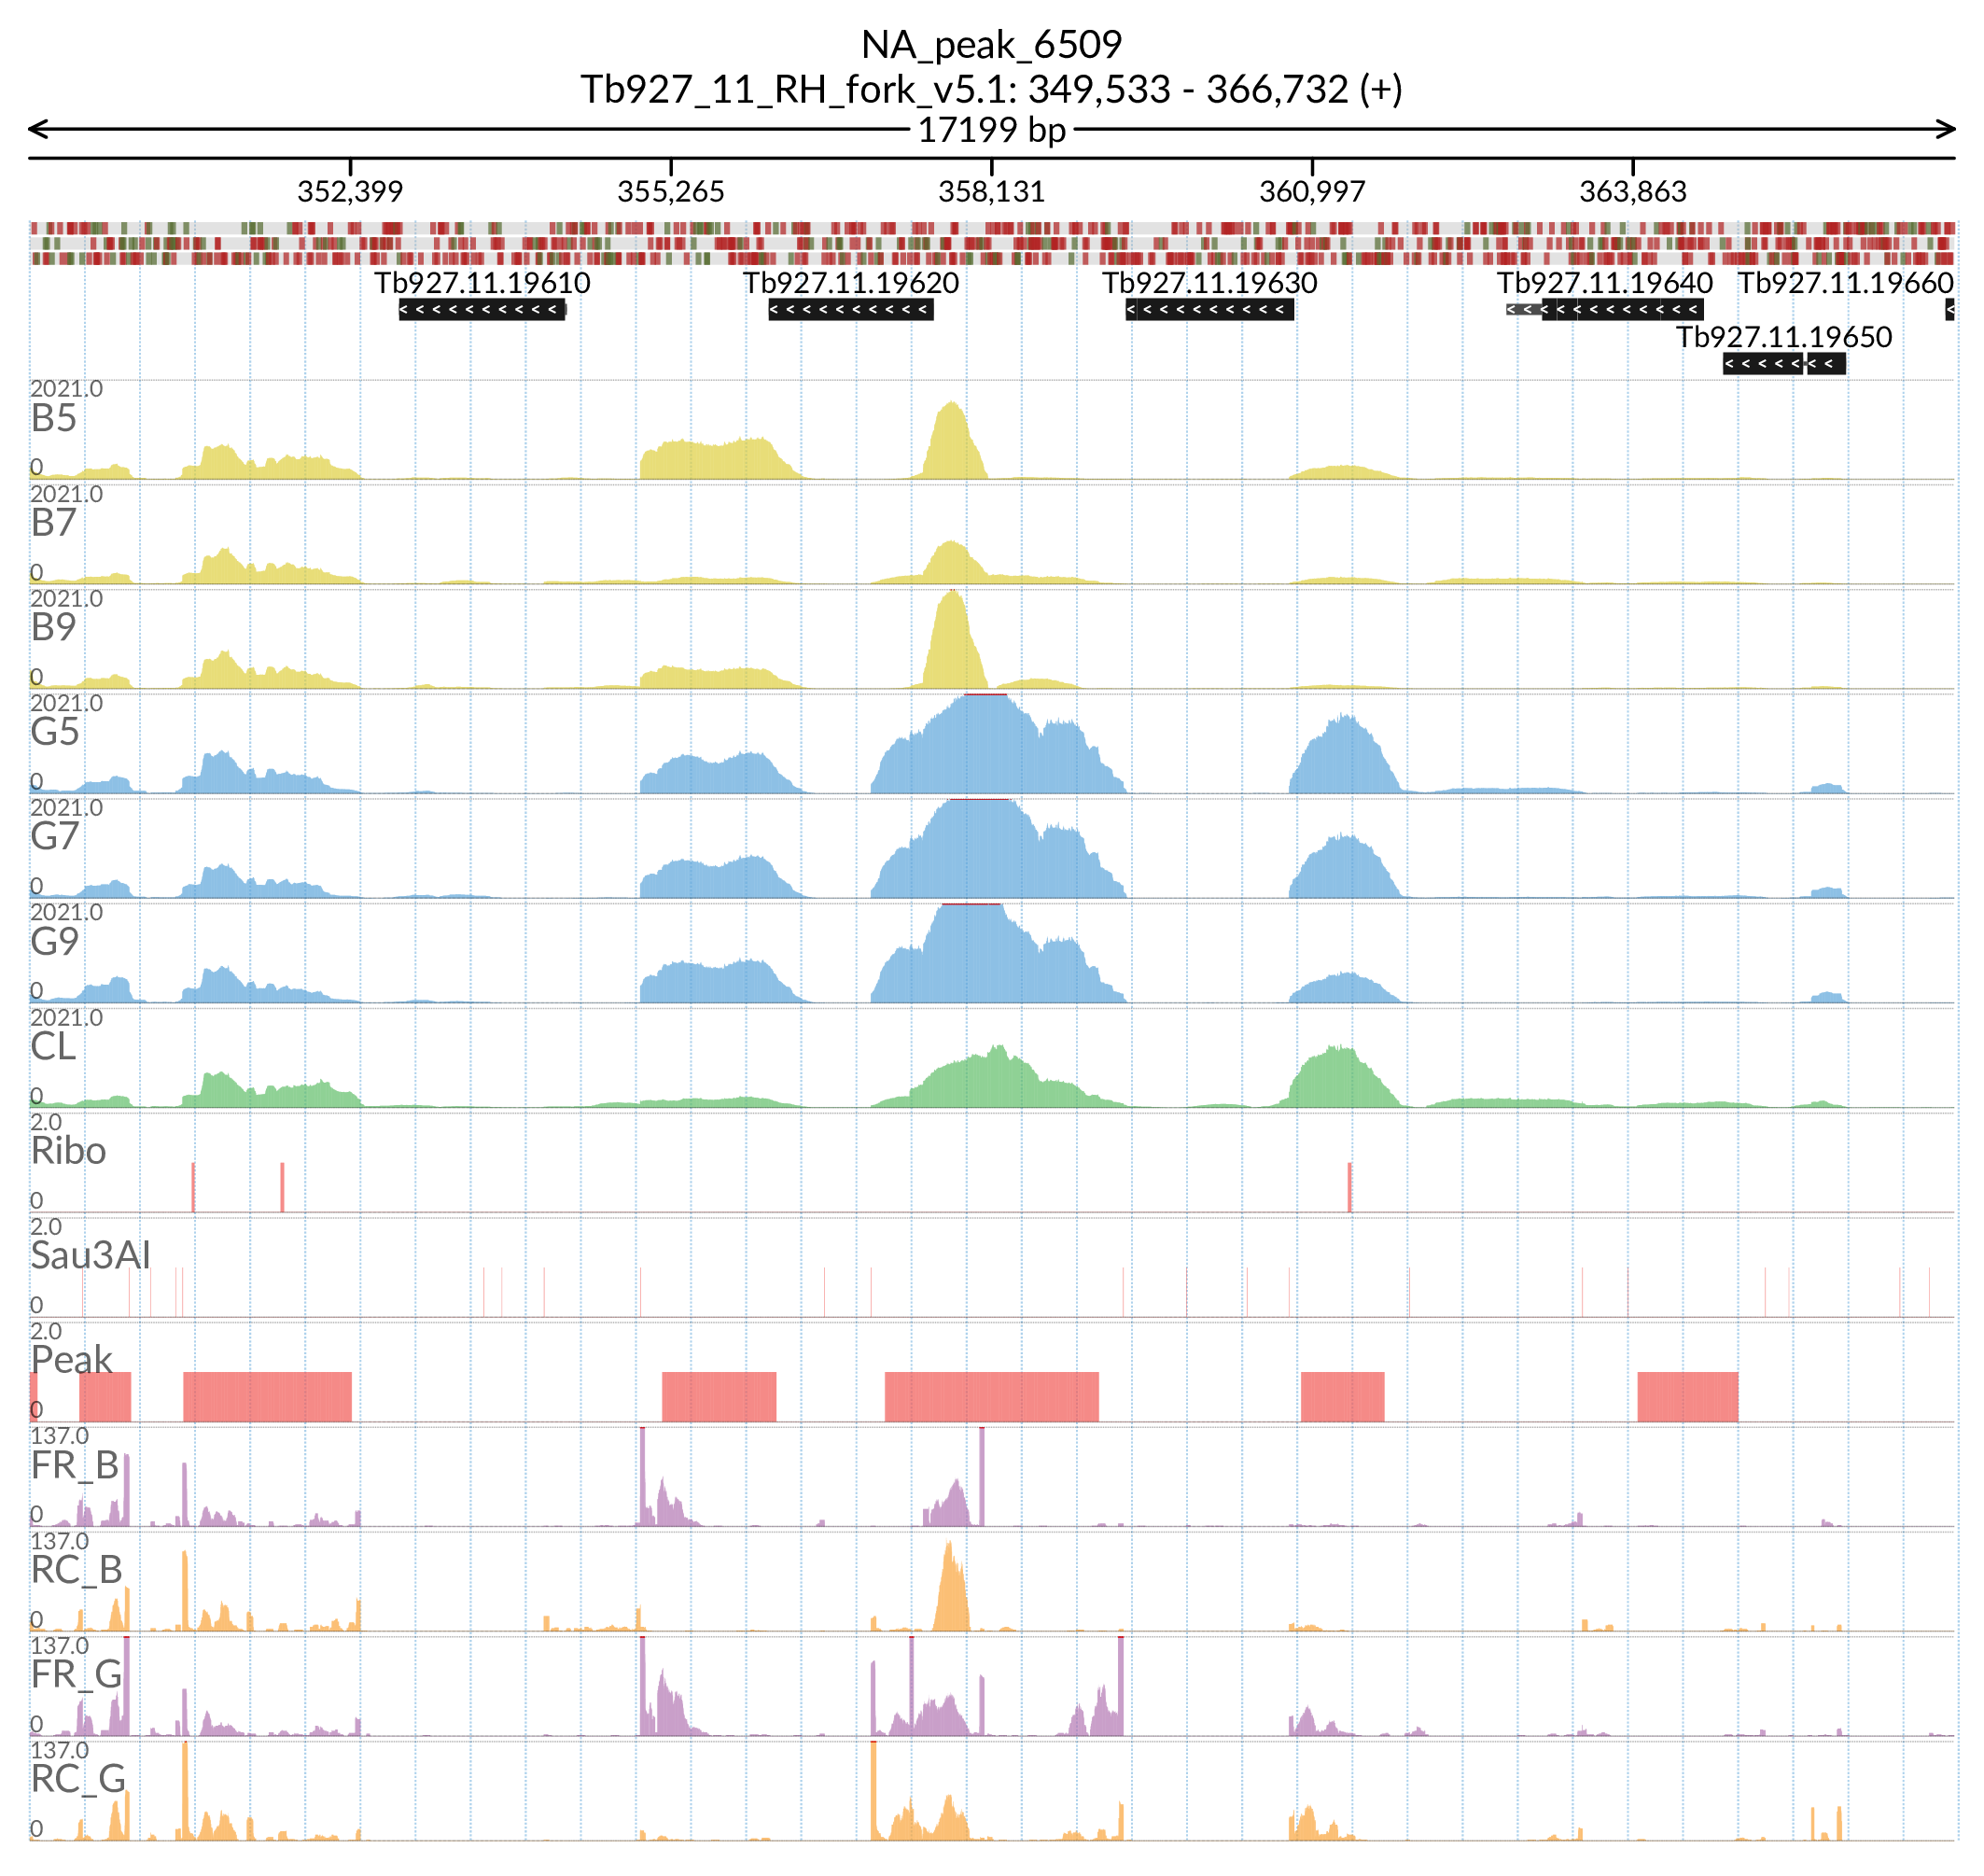 NA_peak_6509
Tb927_11_RH_fork_v5.1: 349,533 - 366,732 (+)
17199 bp
352,399 355,265 358,131 360,997 363,863
Tb927.11.19610 Tb927.11.19620 Tb927.11.19630 Tb927.11.19640 Tb927.11.19660
Tb927.11.19650
2021.0
B5
0
2021.0
B7
0
2021.0
B9
0
2021.0
G5
0
2021.0
G7
0
2021.0
G9
0
2021.0
CL
0
2.0
Ribo
0
2.0
Sau3AI
0
2.0
Peak
0
137.0
FR_B
0
137.0
RC_B
0
137.0
FR_G
0
137.0
RC_G
0